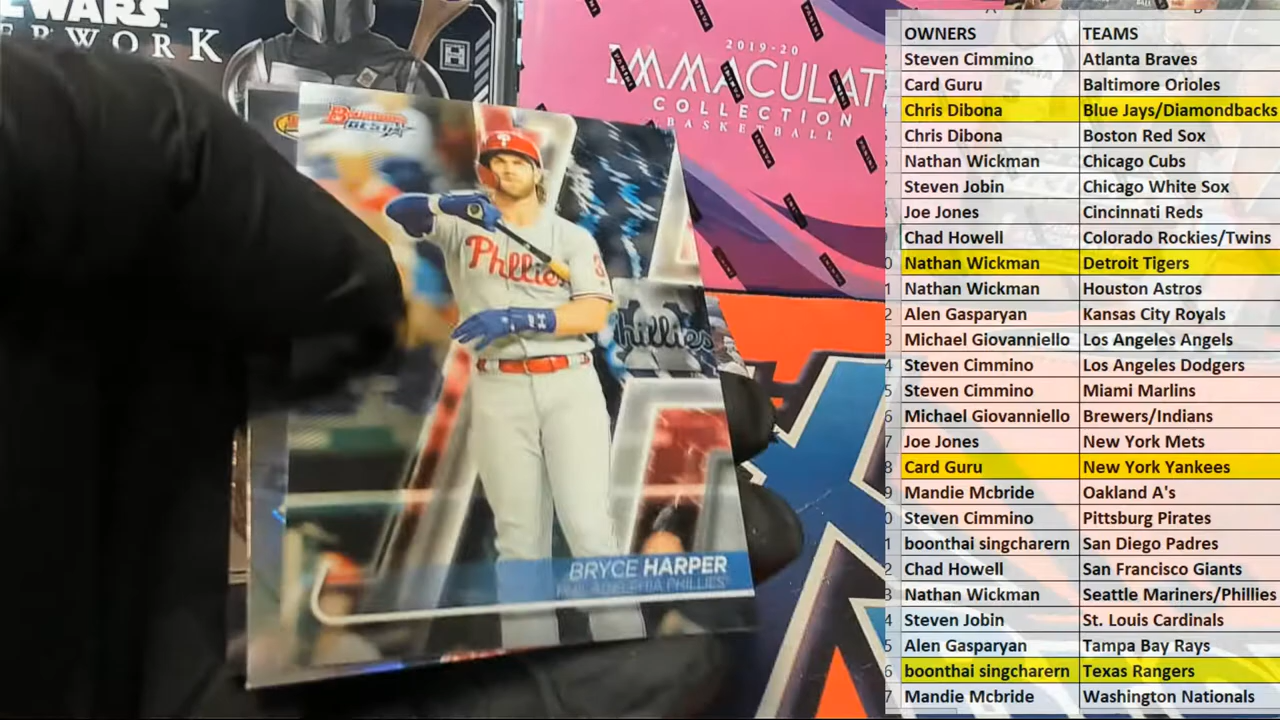 STAR WARS
ERWORK
2019-20
IMMACULAT
COLLECTION
BASKETBALL
PANINI
BOWMAN'S
BEST
Phillies
Phillies
BRYCE HARPER
PHILADELPHIA PHILLIES
OWNERS TEAMS
Steven Cimmino Atlanta Braves
Card Guru Baltimore Orioles
Chris Dibona Blue Jays/Diamondbacks
Chris Dibona Boston Red Sox
Nathan Wickman Chicago Cubs
Steven Jobin Chicago White Sox
Joe Jones Cincinnati Reds
Chad Howell Colorado Rockies/Twins
Nathan Wickman Detroit Tigers
Nathan Wickman Houston Astros
Alen Gasparyan Kansas City Royals
Michael Giovanniello Los Angeles Angels
Steven Cimmino Los Angeles Dodgers
Steven Cimmino Miami Marlins
Michael Giovanniello Brewers/Indians
Joe Jones New York Mets
Card Guru New York Yankees
Mandie Mcbride Oakland A's
Steven Cimmino Pittsburg Pirates
boonthai singcharern San Diego Padres
Chad Howell San Francisco Giants
Nathan Wickman Seattle Mariners/Phillies
Steven Jobin St. Louis Cardinals
Alen Gasparyan Tampa Bay Rays
boonthai singcharern Texas Rangers
Mandie Mcbride Washington Nationals